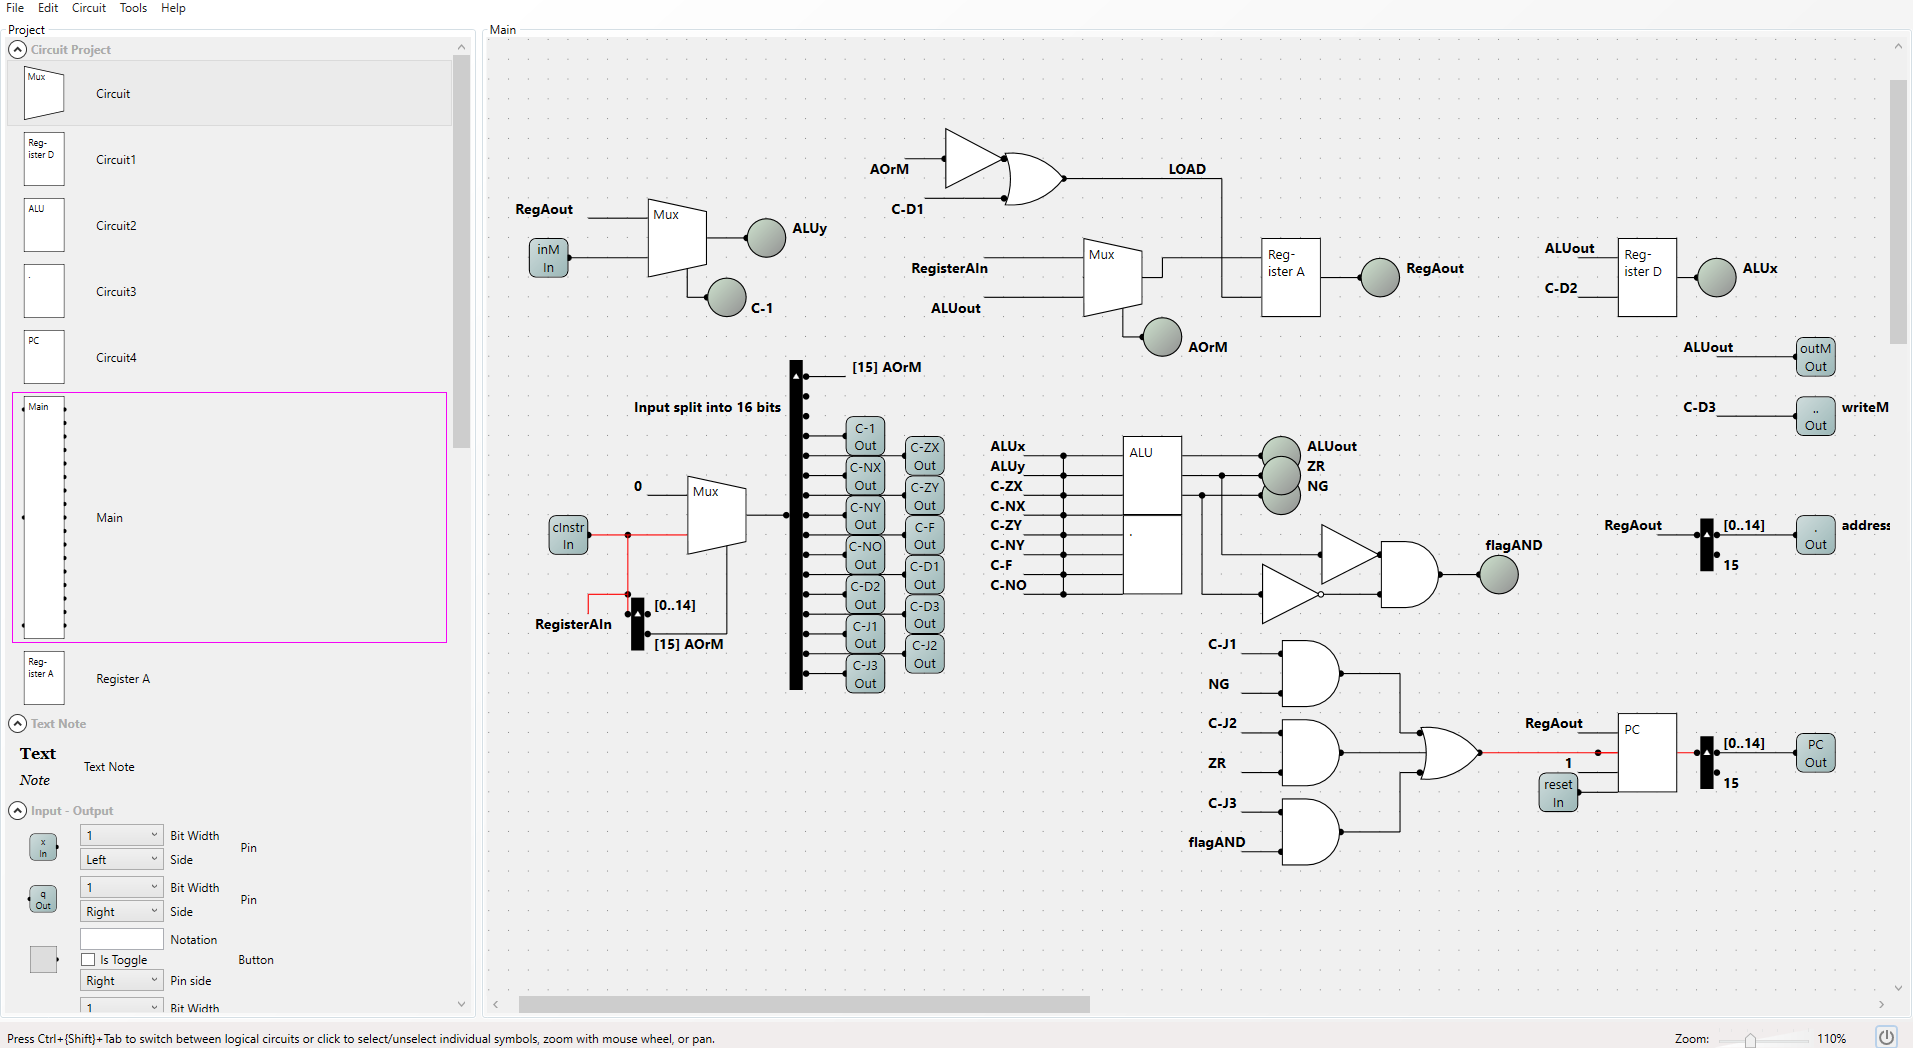 File Edit Circuit Tools Help
Project
Circuit Project
Mux
Circuit
Reg-
ister D
Circuit1
ALU
Circuit2
.
Circuit3
PC
Circuit4
Main
Main
Reg-
ister A
Register A
Text Note
Text
Note
Text Note
Input - Output
x
In
1
Bit Width
Left
Side
Pin
q
Out
1
Bit Width
Right
Side
Pin
Notation
Is Toggle
Button
Right
Pin side
1
Bit Width
Main
AOrM
C-D1
LOAD
RegAout
inM
In
Mux
ALUy
C-1
RegisterAIn
ALUout
Mux
AOrM
Reg-
ister A
RegAout
ALUout
C-D2
Reg-
ister D
ALUx
ALUout
outM
Out
C-D3
..
Out
writeM
[15] AOrM
Input split into 16 bits
0
Mux
cInstr
In
RegisterAIn
[0..14]
[15] AOrM
C-1
Out
C-ZX
Out
C-NX
Out
C-ZY
Out
C-NY
Out
C-F
Out
C-NO
Out
C-D1
Out
C-D2
Out
C-D3
Out
C-J1
Out
C-J2
Out
C-J3
Out
ALUx
ALUy
C-ZX
C-NX
C-ZY
C-NY
C-F
C-NO
ALU
.
ALUout
ZR
NG
flagAND
RegAout
[0..14]
15
.
Out
address
C-J1
NG
C-J2
ZR
C-J3
flagAND
RegAout
1
reset
In
PC
[0..14]
15
PC
Out
Press Ctrl+{Shift}+Tab to switch between logical circuits or click to select/unselect individual symbols, zoom with mouse wheel, or pan.
Zoom:
110%